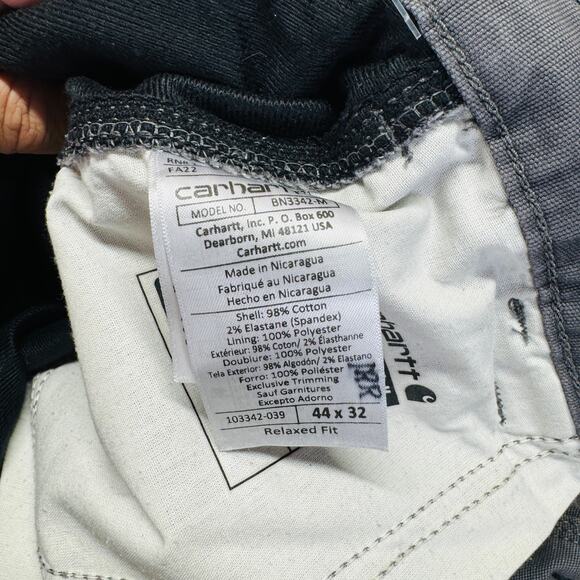 FA22
carhartt
MODEL NO. BN3342-M
Carhartt, Inc. P. O. Box 600
Dearborn, MI 48121 USA
Carhartt.com
Made in Nicaragua
Fabriqué au Nicaragua
Hecho en Nicaragua
Shell: 98% Cotton
2% Elastane (Spandex)
Lining: 100% Polyester
Extérieur: 98% Coton/ 2% Élasthanne
Doublure: 100% Polyester
Tela Exterior: 98% Algodón/ 2% Elastano
Forro: 100% Poliéster
Exclusive Trimming
Sauf Garnitures
Excepto Adorno
103342-039 44 x 32
Relaxed Fit